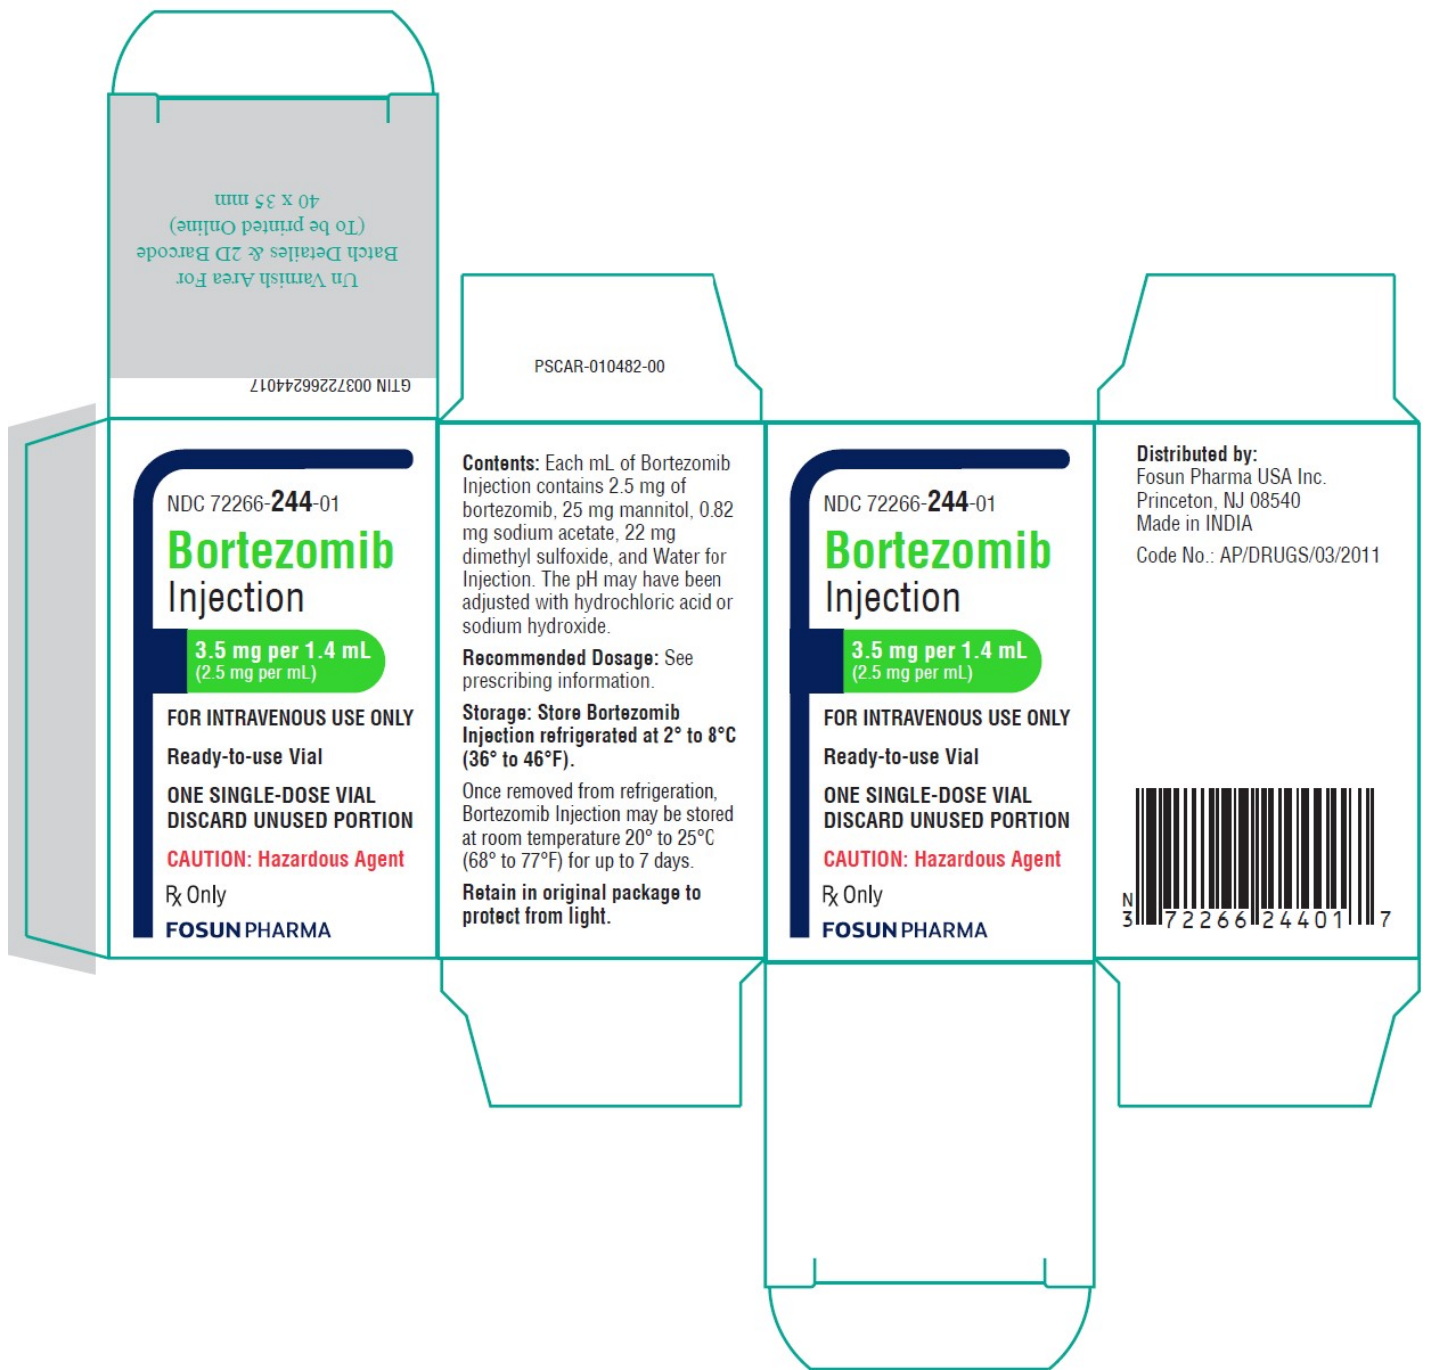 Un Varnish Area For
Batch Detailes & 2D Barcode
(To be printed Online)
40 x 35 mm
GTIN 00372266244017
NDC 72266-244-01
Bortezomib
Injection
3.5 mg per 1.4 mL
(2.5 mg per mL)
FOR INTRAVENOUS USE ONLY
Ready-to-use Vial
ONE SINGLE-DOSE VIAL
DISCARD UNUSED PORTION
CAUTION: Hazardous Agent
℞ Only
FOSUN PHARMA
PSCAR-010482-00
Contents: Each mL of Bortezomib
Injection contains 2.5 mg of
bortezomib, 25 mg mannitol, 0.82
mg sodium acetate, 22 mg
dimethyl sulfoxide, and Water for
Injection. The pH may have been
adjusted with hydrochloric acid or
sodium hydroxide.
Recommended Dosage: See
prescribing information.
Storage: Store Bortezomib
Injection refrigerated at 2° to 8°C
(36° to 46°F).
Once removed from refrigeration,
Bortezomib Injection may be stored
at room temperature 20° to 25°C
(68° to 77°F) for up to 7 days.
Retain in original package to
protect from light.
NDC 72266-244-01
Bortezomib
Injection
3.5 mg per 1.4 mL
(2.5 mg per mL)
FOR INTRAVENOUS USE ONLY
Ready-to-use Vial
ONE SINGLE-DOSE VIAL
DISCARD UNUSED PORTION
CAUTION: Hazardous Agent
℞ Only
FOSUN PHARMA
Distributed by:
Fosun Pharma USA Inc.
Princeton, NJ 08540
Made in INDIA
Code No.: AP/DRUGS/03/2011
N
3 72266 24401 7